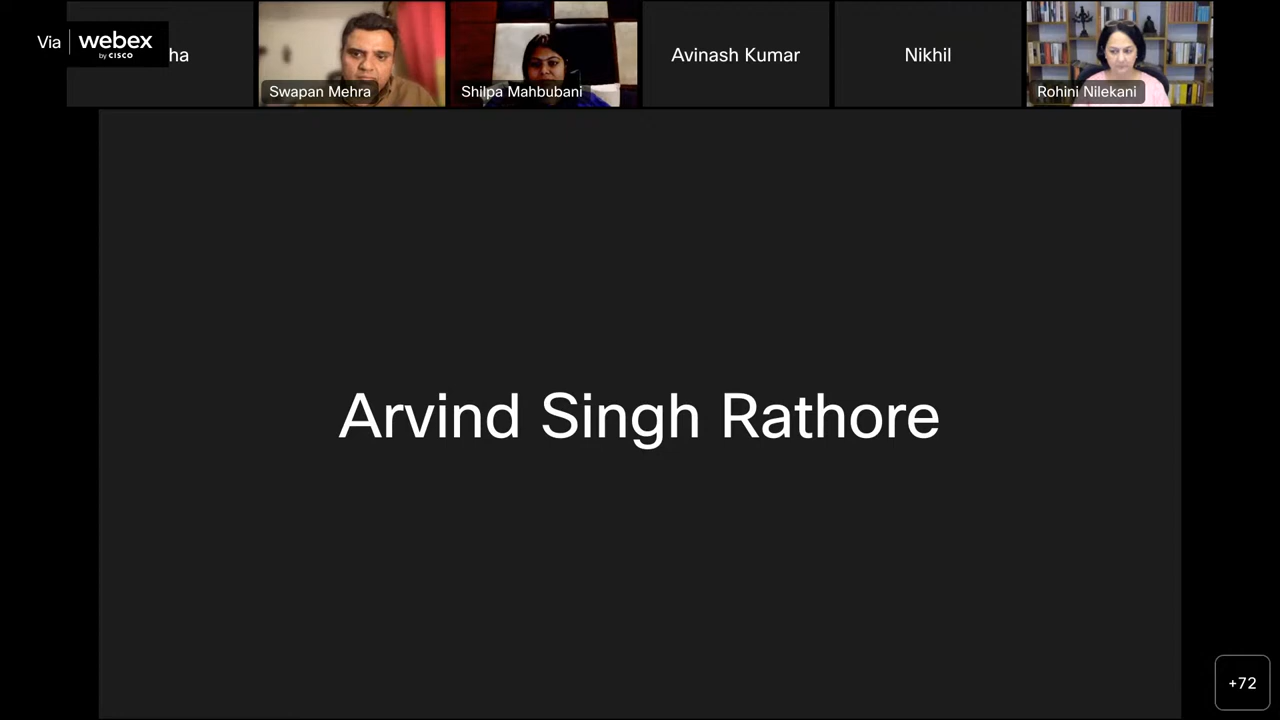 Via webex
by cisco
ha
Swapan Mehra
Shilpa Mahbubani
Avinash Kumar
Nikhil
Rohini Nilekani
Arvind Singh Rathore
+72